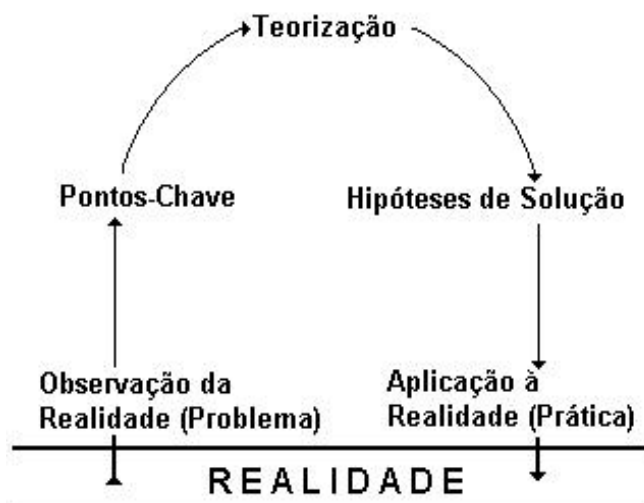 Teorização
Pontos-Chave
Hipóteses de Solução
Observação da
Realidade (Problema)
Aplicação à
Realidade (Prática)
REALIDADE